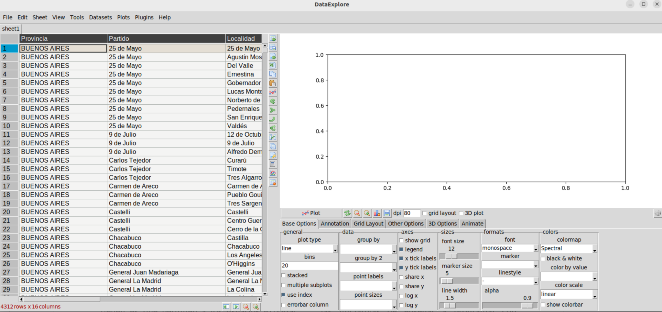 DataExplore
File Edit Sheet View Tools Datasets Plots Plugins Help
sheet1
Provincia Partido Localidad
1 BUENOS AIRES 25 de Mayo 25 de Mayo
2 BUENOS AIRES 25 de Mayo Agustin Mos
3 BUENOS AIRES 25 de Mayo Del Valle
4 BUENOS AIRES 25 de Mayo Ernestina
5 BUENOS AIRES 25 de Mayo Gobernador
6 BUENOS AIRES 25 de Mayo Lucas Monte
7 BUENOS AIRES 25 de Mayo Norberto de
8 BUENOS AIRES 25 de Mayo Pedernales
9 BUENOS AIRES 25 de Mayo San Enrique
10 BUENOS AIRES 25 de Mayo Valdés
11 BUENOS AIRES 9 de Julio 12 de Octub
12 BUENOS AIRES 9 de Julio 9 de Julio
13 BUENOS AIRES 9 de Julio Alfredo Dem
14 BUENOS AIRES Carlos Tejedor Curarú
15 BUENOS AIRES Carlos Tejedor Timote
16 BUENOS AIRES Carlos Tejedor Tres Algarro
17 BUENOS AIRES Carmen de Areco Carmen de A
18 BUENOS AIRES Carmen de Areco Pueblo Goui
19 BUENOS AIRES Carmen de Areco Tres Sargen
20 BUENOS AIRES Castelli Castelli
21 BUENOS AIRES Castelli Centro Guer
22 BUENOS AIRES Castelli Cerro de la G
23 BUENOS AIRES Chacabuco Castilla
24 BUENOS AIRES Chacabuco Chacabuco
25 BUENOS AIRES Chacabuco Los Angeles
26 BUENOS AIRES Chacabuco O'Higgins
27 BUENOS AIRES General Juan Madariaga General Jua
28 BUENOS AIRES General La Madrid General La M
29 BUENOS AIRES General La Madrid La Colina
4312 rows x 16 columns
1.0
0.8
0.6
0.4
0.2
0.0
0.0 0.2 0.4 0.6 0.8 1.0
Plot dpi 80 grid layout 3D plot
Base Options Annotation Grid Layout Other Options 3D Options Animate
general
plot type
line
bins
20
stacked
multiple subplots
use index
errorbar column
data
group by
group by 2
point labels
point sizes
axes
show grid
legend
x tick labels
y tick labels
share x
share y
log x
log y
sizes
font size
12
marker size
5
line width
1.5
formats
font
monospace
marker
linestyle
alpha
0.9
colors
colormap
Spectral
black & white
color by value
color scale
linear
show colorbar